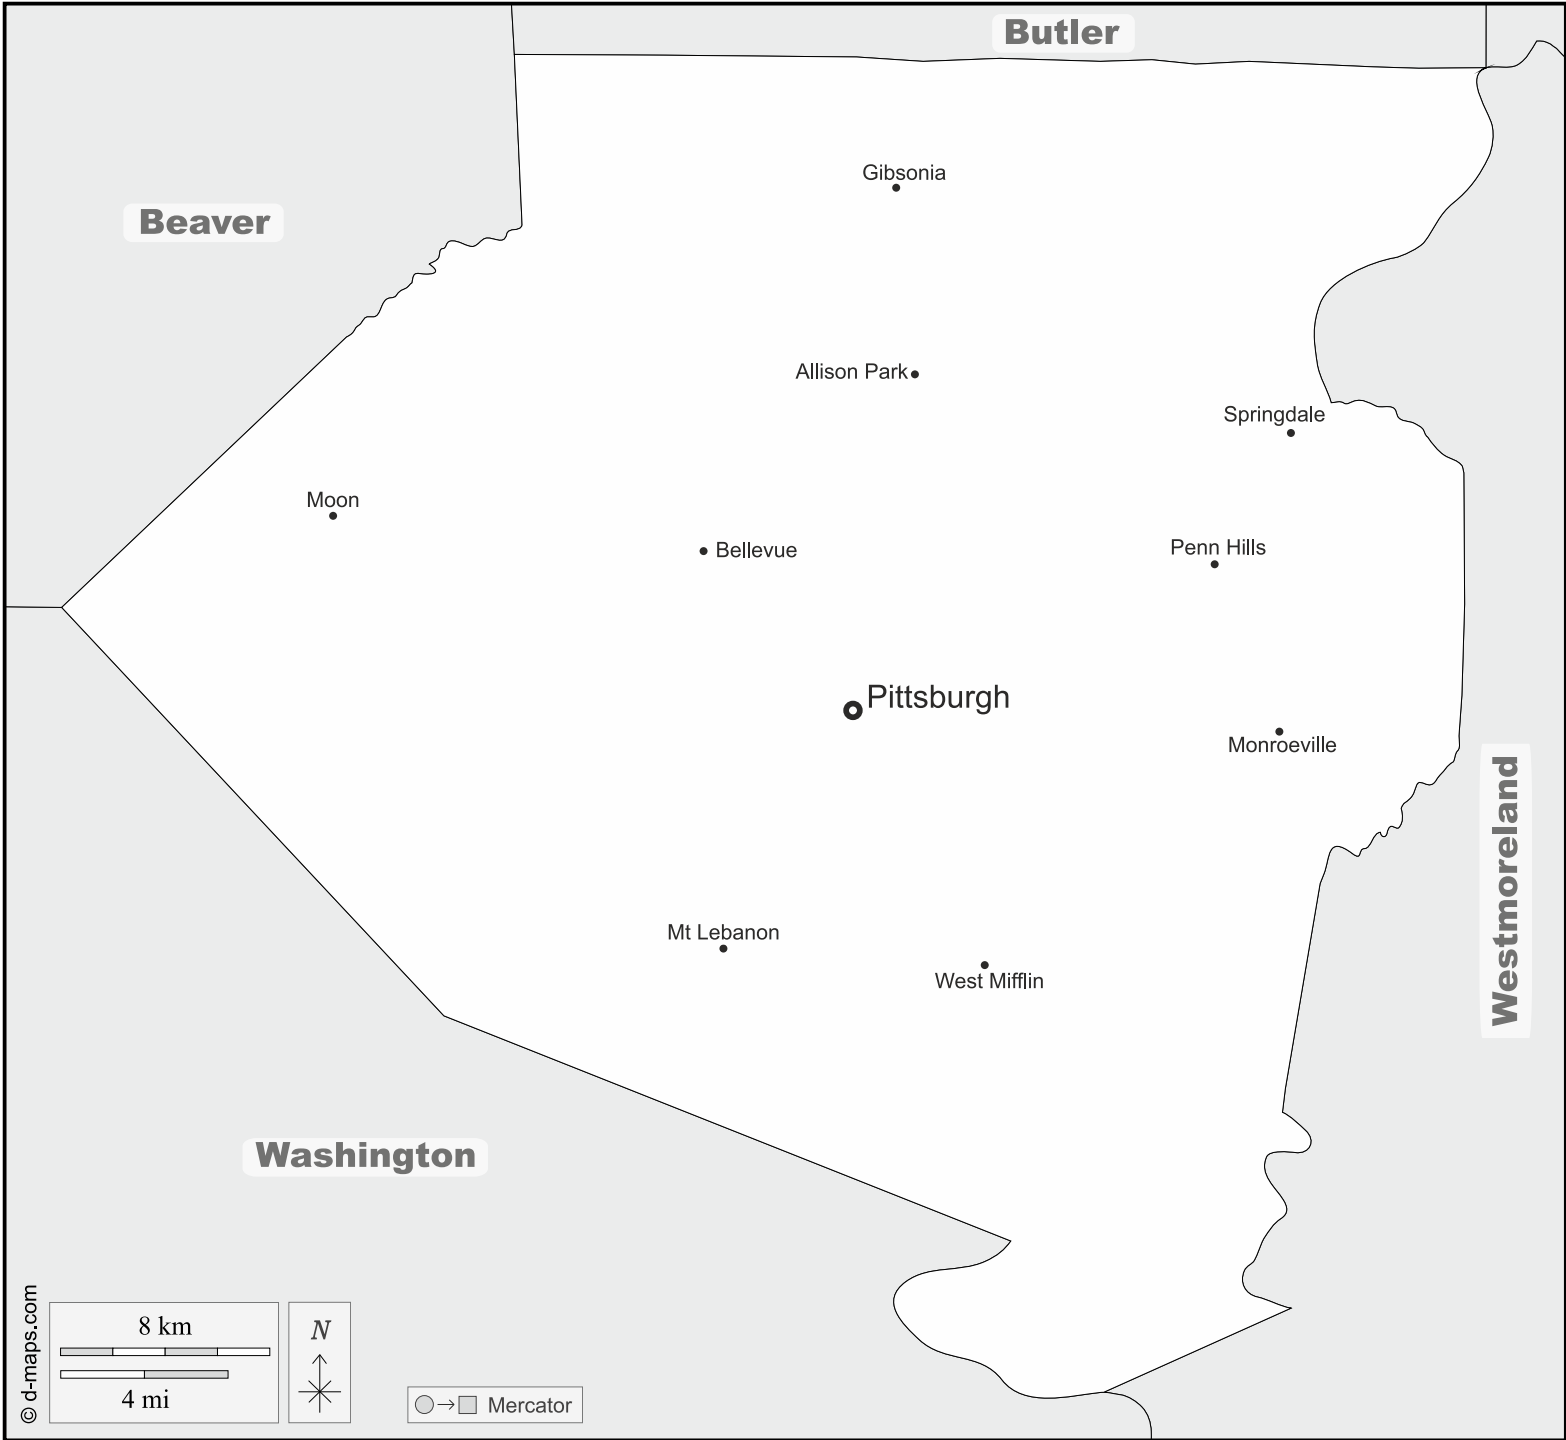 Butler
Gibsonia
Beaver
Allison Park
Springdale
Moon
Bellevue
Penn Hills
Pittsburgh
Monroeville
Westmoreland
Mt Lebanon
West Mifflin
Washington
© d-maps.com
8 km
4 mi
N
Mercator